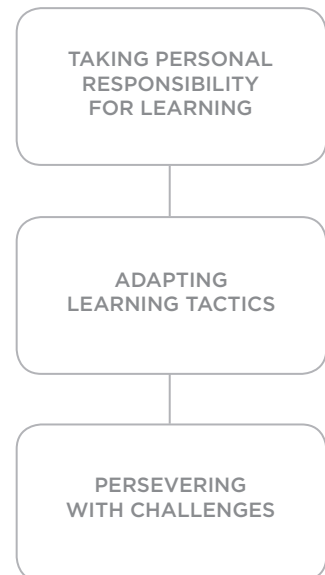 TAKING PERSONAL
RESPONSIBILITY
FOR LEARNING
ADAPTING
LEARNING TACTICS
PERSEVERING
WITH CHALLENGES